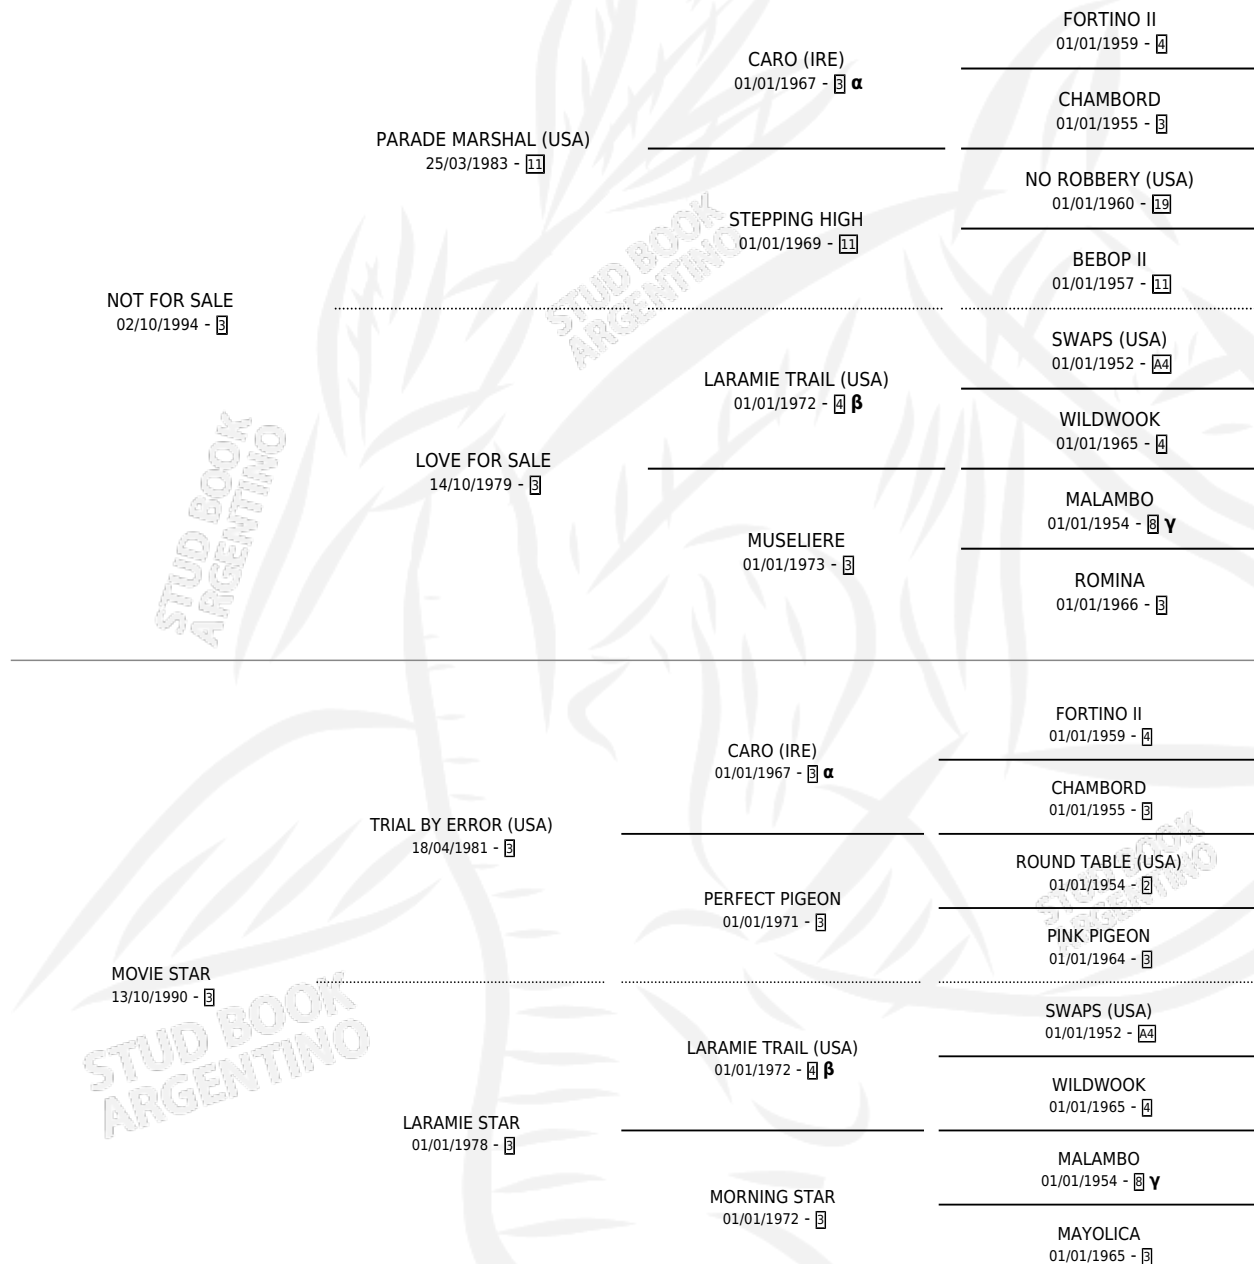 FORTINO II
01/01/1959 - 4
CARO (IRE)
01/01/1967 - 3 α
CHAMBORD
01/01/1955 - 3
PARADE MARSHAL (USA)
25/03/1983 - 11
NO ROBBERY (USA)
01/01/1960 - 19
STEPPING HIGH
01/01/1969 - 11
BEBOP II
01/01/1957 - 11
STUD BOOK
ARGENTINO
NOT FOR SALE
02/10/1994 - 3
SWAPS (USA)
01/01/1952 - A4
LARAMIE TRAIL (USA)
01/01/1972 - 4 β
WILDWOOK
01/01/1965 - 4
LOVE FOR SALE
14/10/1979 - 3
MALAMBO
01/01/1954 - 8 γ
MUSELIERE
01/01/1973 - 3
ROMINA
01/01/1966 - 3
STUD BOOK
ARGENTINO
FORTINO II
01/01/1959 - 4
CARO (IRE)
01/01/1967 - 3 α
CHAMBORD
01/01/1955 - 3
TRIAL BY ERROR (USA)
18/04/1981 - 3
ROUND TABLE (USA)
01/01/1954 - 2
PERFECT PIGEON
01/01/1971 - 3
PINK PIGEON
01/01/1964 - 3
STUD BOOK
ARGENTINO
MOVIE STAR
13/10/1990 - 3
SWAPS (USA)
01/01/1952 - A4
LARAMIE TRAIL (USA)
01/01/1972 - 4 β
WILDWOOK
01/01/1965 - 4
STUD BOOK
ARGENTINO
LARAMIE STAR
01/01/1978 - 3
MALAMBO
01/01/1954 - 8 γ
MORNING STAR
01/01/1972 - 3
MAYOLICA
01/01/1965 - 3